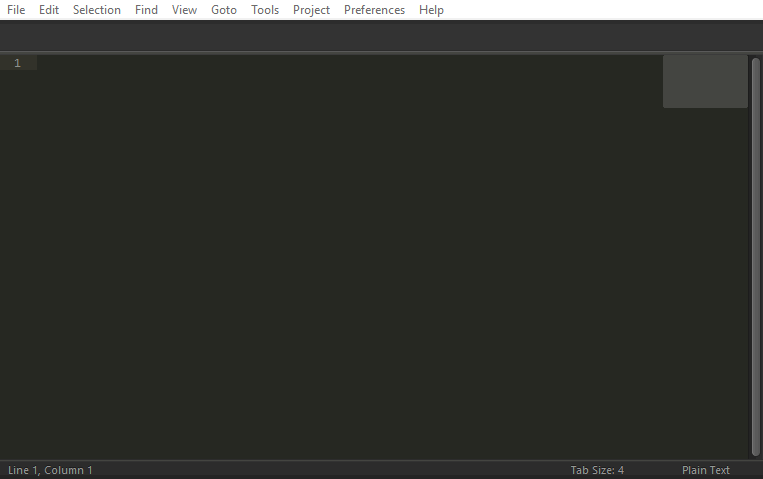 File Edit Selection Find View Goto Tools Project Preferences Help
1
Line 1, Column 1 Tab Size: 4 Plain Text